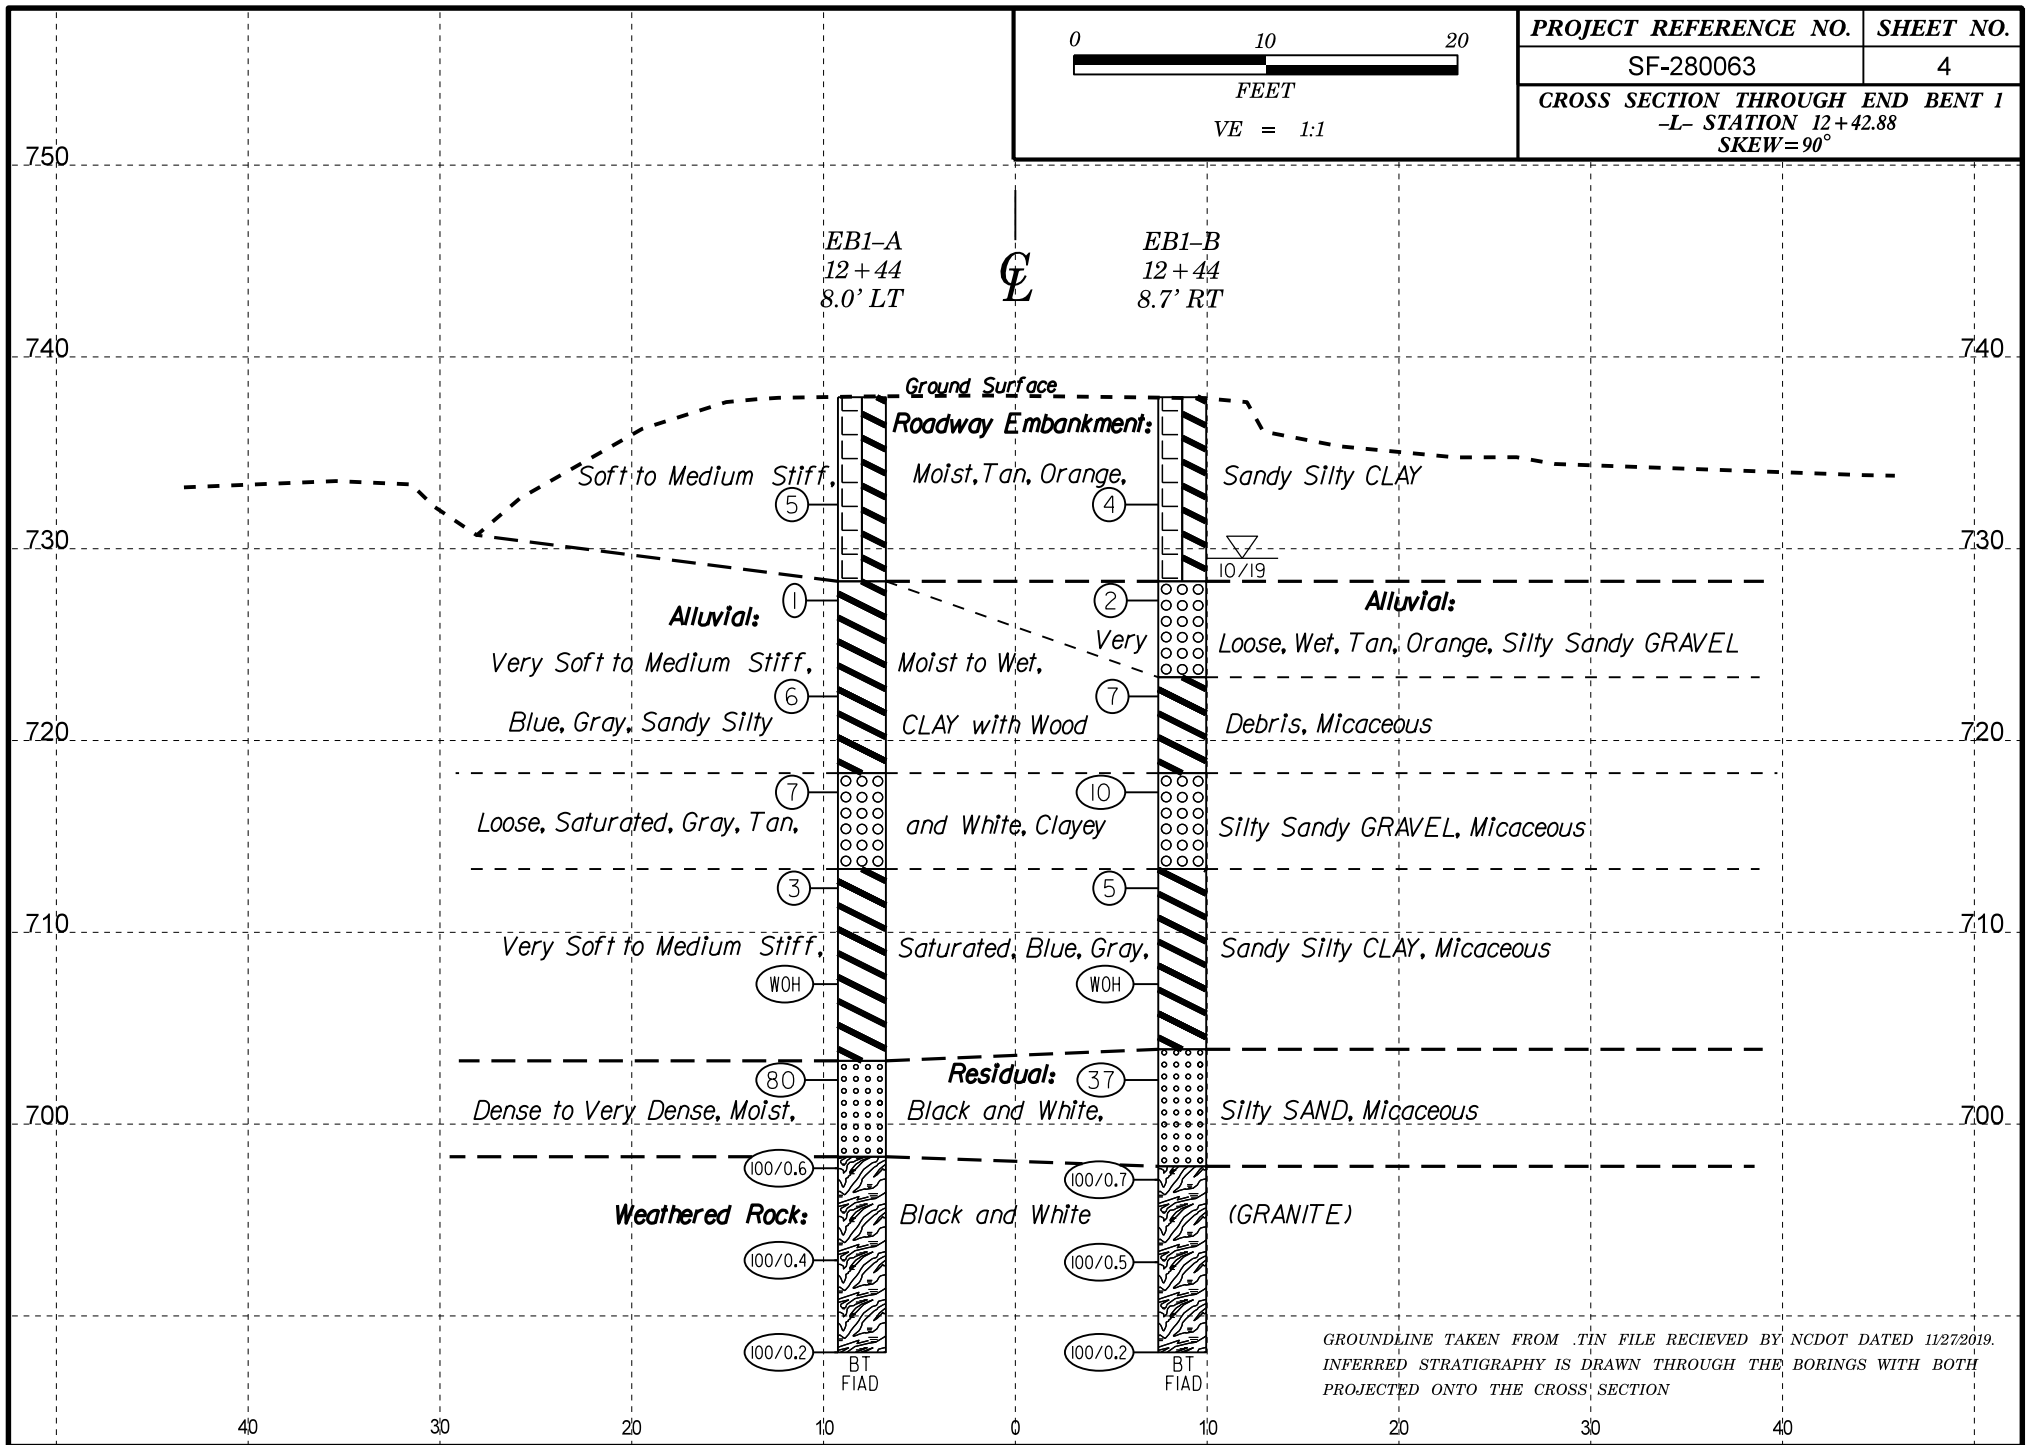 0 10 20
FEET
VE = 1:1
PROJECT REFERENCE NO. SHEET NO.
SF-280063 4
CROSS SECTION THROUGH END BENT 1
-L- STATION 12+42.88
SKEW=90°
750
EB1-A
12+44
8.0' LT
CL
EB1-B
12+44
8.7' RT
740 740
Ground Surface
Roadway Embankment:
Soft to Medium Stiff, Moist, Tan, Orange, Sandy Silty CLAY
5 4
730 730
10/19
1 2
Alluvial: Alluvial:
Very Loose, Wet, Tan, Orange, Silty Sandy GRAVEL
Very Soft to Medium Stiff, Moist to Wet,
6 7
Blue, Gray, Sandy Silty CLAY with Wood Debris, Micaceous
720 720
7 10
Loose, Saturated, Gray, Tan, and White, Clayey Silty Sandy GRAVEL, Micaceous
3 5
710 710
Very Soft to Medium Stiff, Saturated, Blue, Gray, Sandy Silty CLAY, Micaceous
WOH WOH
Residual:
80 37
Dense to Very Dense, Moist, Black and White, Silty SAND, Micaceous
700 700
100/0.6 100/0.7
Weathered Rock: Black and White (GRANITE)
100/0.4 100/0.5
100/0.2 100/0.2
BT BT
FIAD FIAD
GROUNDLINE TAKEN FROM .TIN FILE RECIEVED BY NCDOT DATED 11/27/2019.
INFERRED STRATIGRAPHY IS DRAWN THROUGH THE BORINGS WITH BOTH
PROJECTED ONTO THE CROSS SECTION
40 30 20 10 0 10 20 30 40